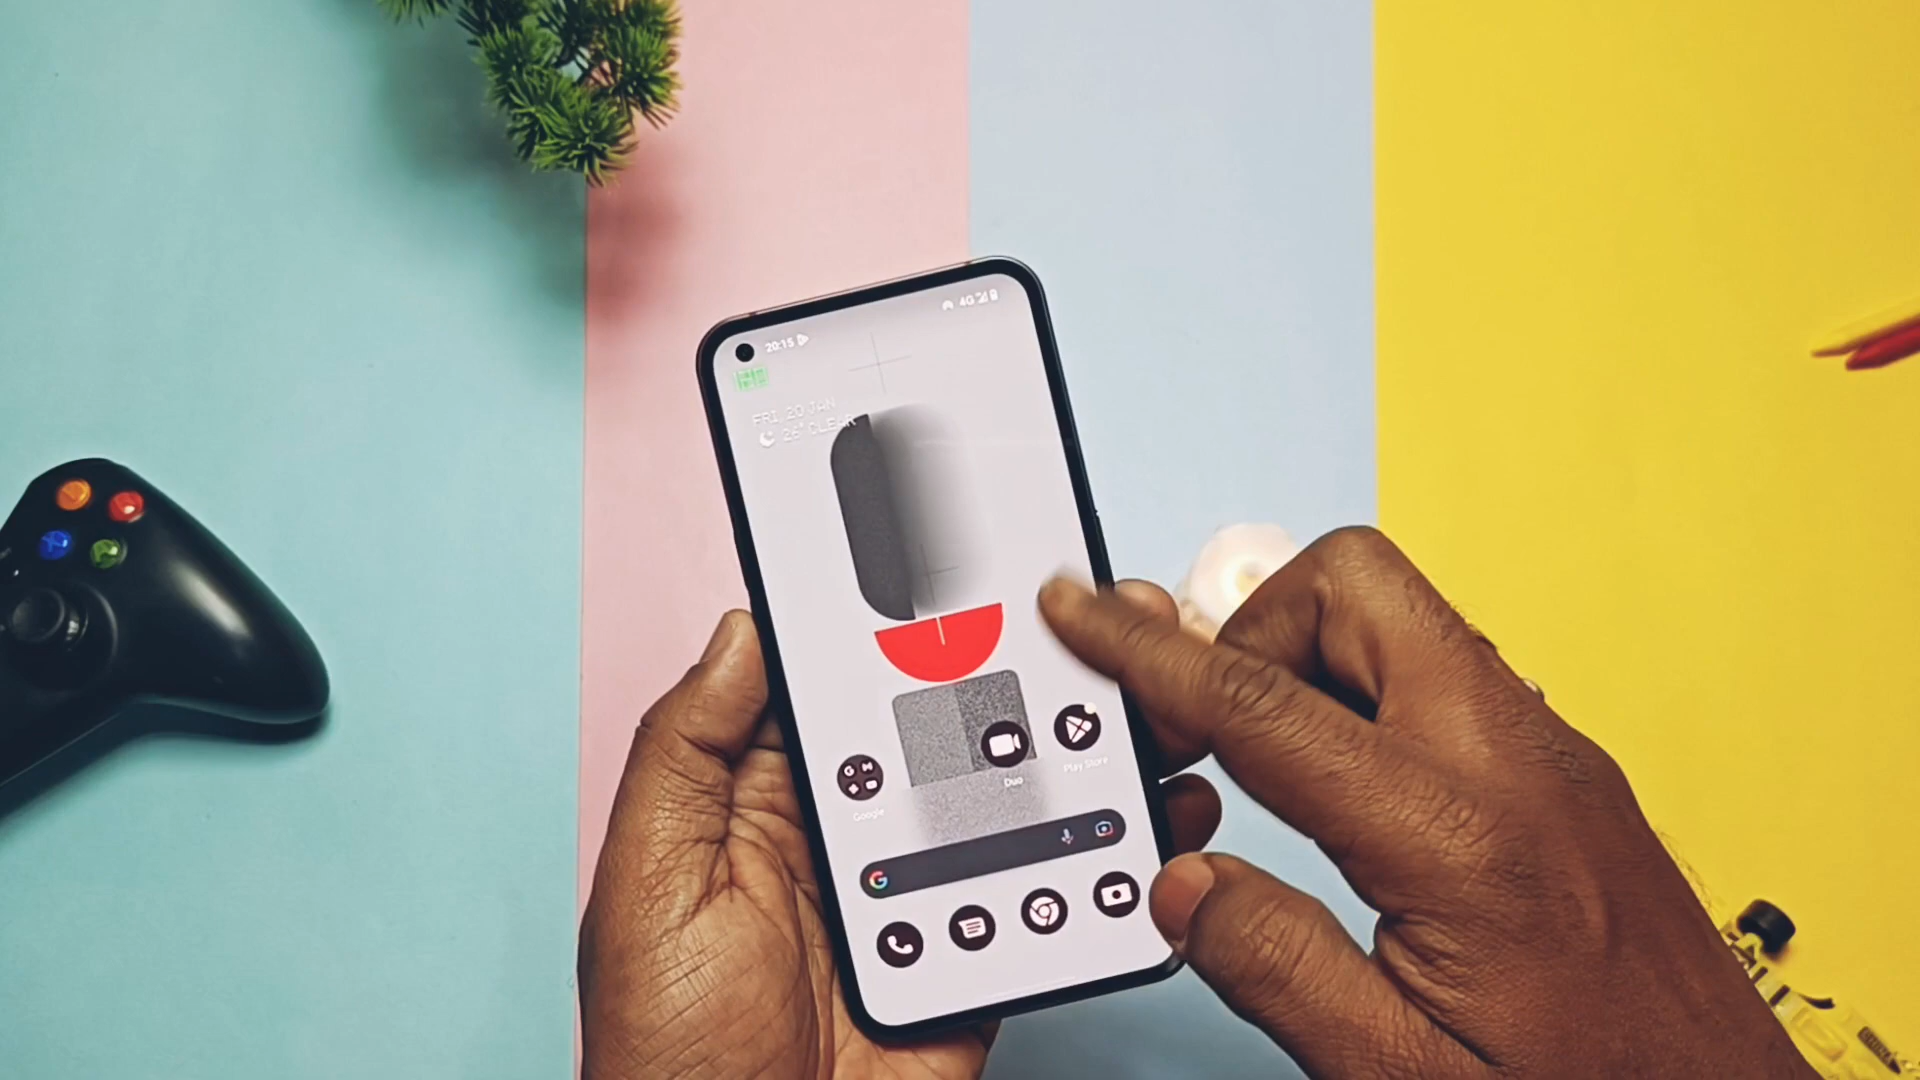 20:15
4G
FRI, 20 JAN
26° CLEAR
Google
Duo
Play Store